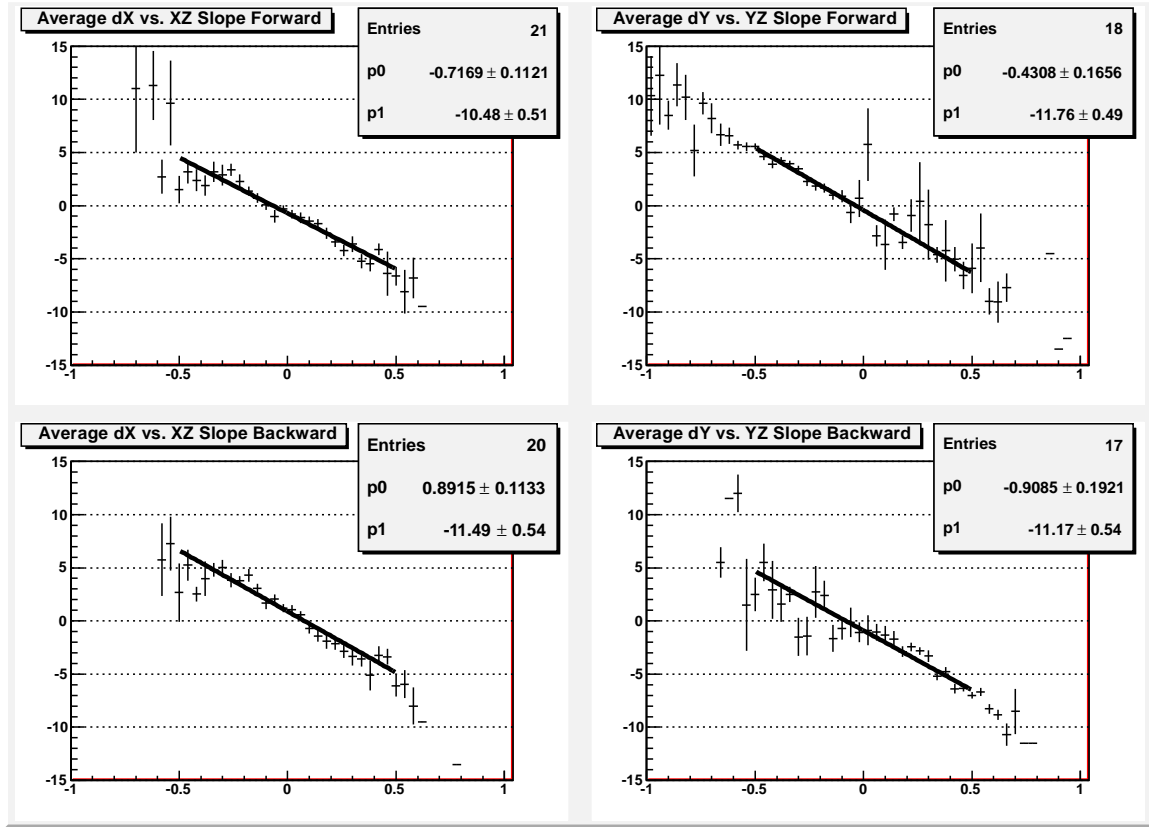 Average dX vs. XZ Slope Forward
Entries 21
p0 -0.7169 ± 0.1121
p1 -10.48 ± 0.51
15
10
5
0
-5
-10
-15
-1 -0.5 0 0.5 1
Average dY vs. YZ Slope Forward
Entries 18
p0 -0.4308 ± 0.1656
p1 -11.76 ± 0.49
15
10
5
0
-5
-10
-15
-1 -0.5 0 0.5 1
Average dX vs. XZ Slope Backward
Entries 20
p0 0.8915 ± 0.1133
p1 -11.49 ± 0.54
15
10
5
0
-5
-10
-15
-1 -0.5 0 0.5 1
Average dY vs. YZ Slope Backward
Entries 17
p0 -0.9085 ± 0.1921
p1 -11.17 ± 0.54
15
10
5
0
-5
-10
-15
-1 -0.5 0 0.5 1